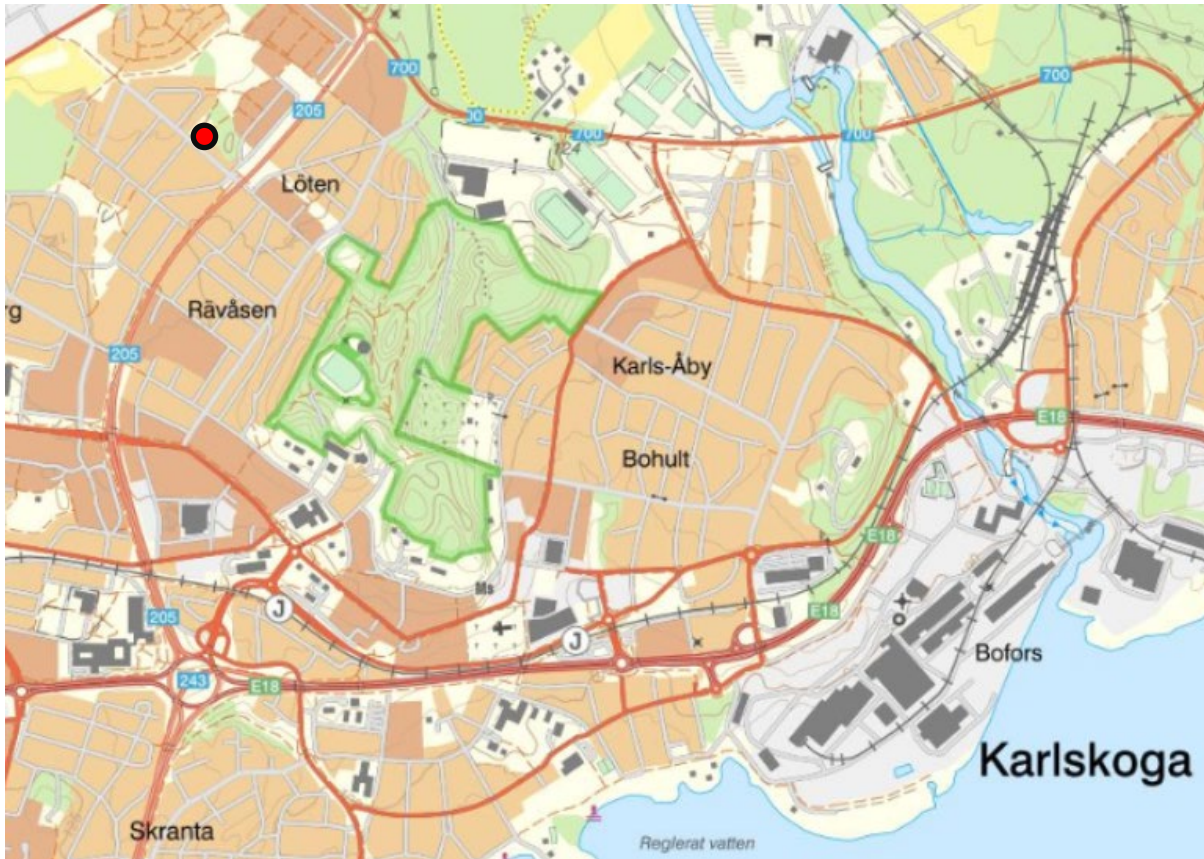 700
205
700
00
700
700
124
Löten
Rävåsen
rg
205
Karls-Åby
E18
Bohult
E18
Ms
J
205
E18
J
Bofors
243
E18
Karlskoga
Skranta
Reglerat vatten